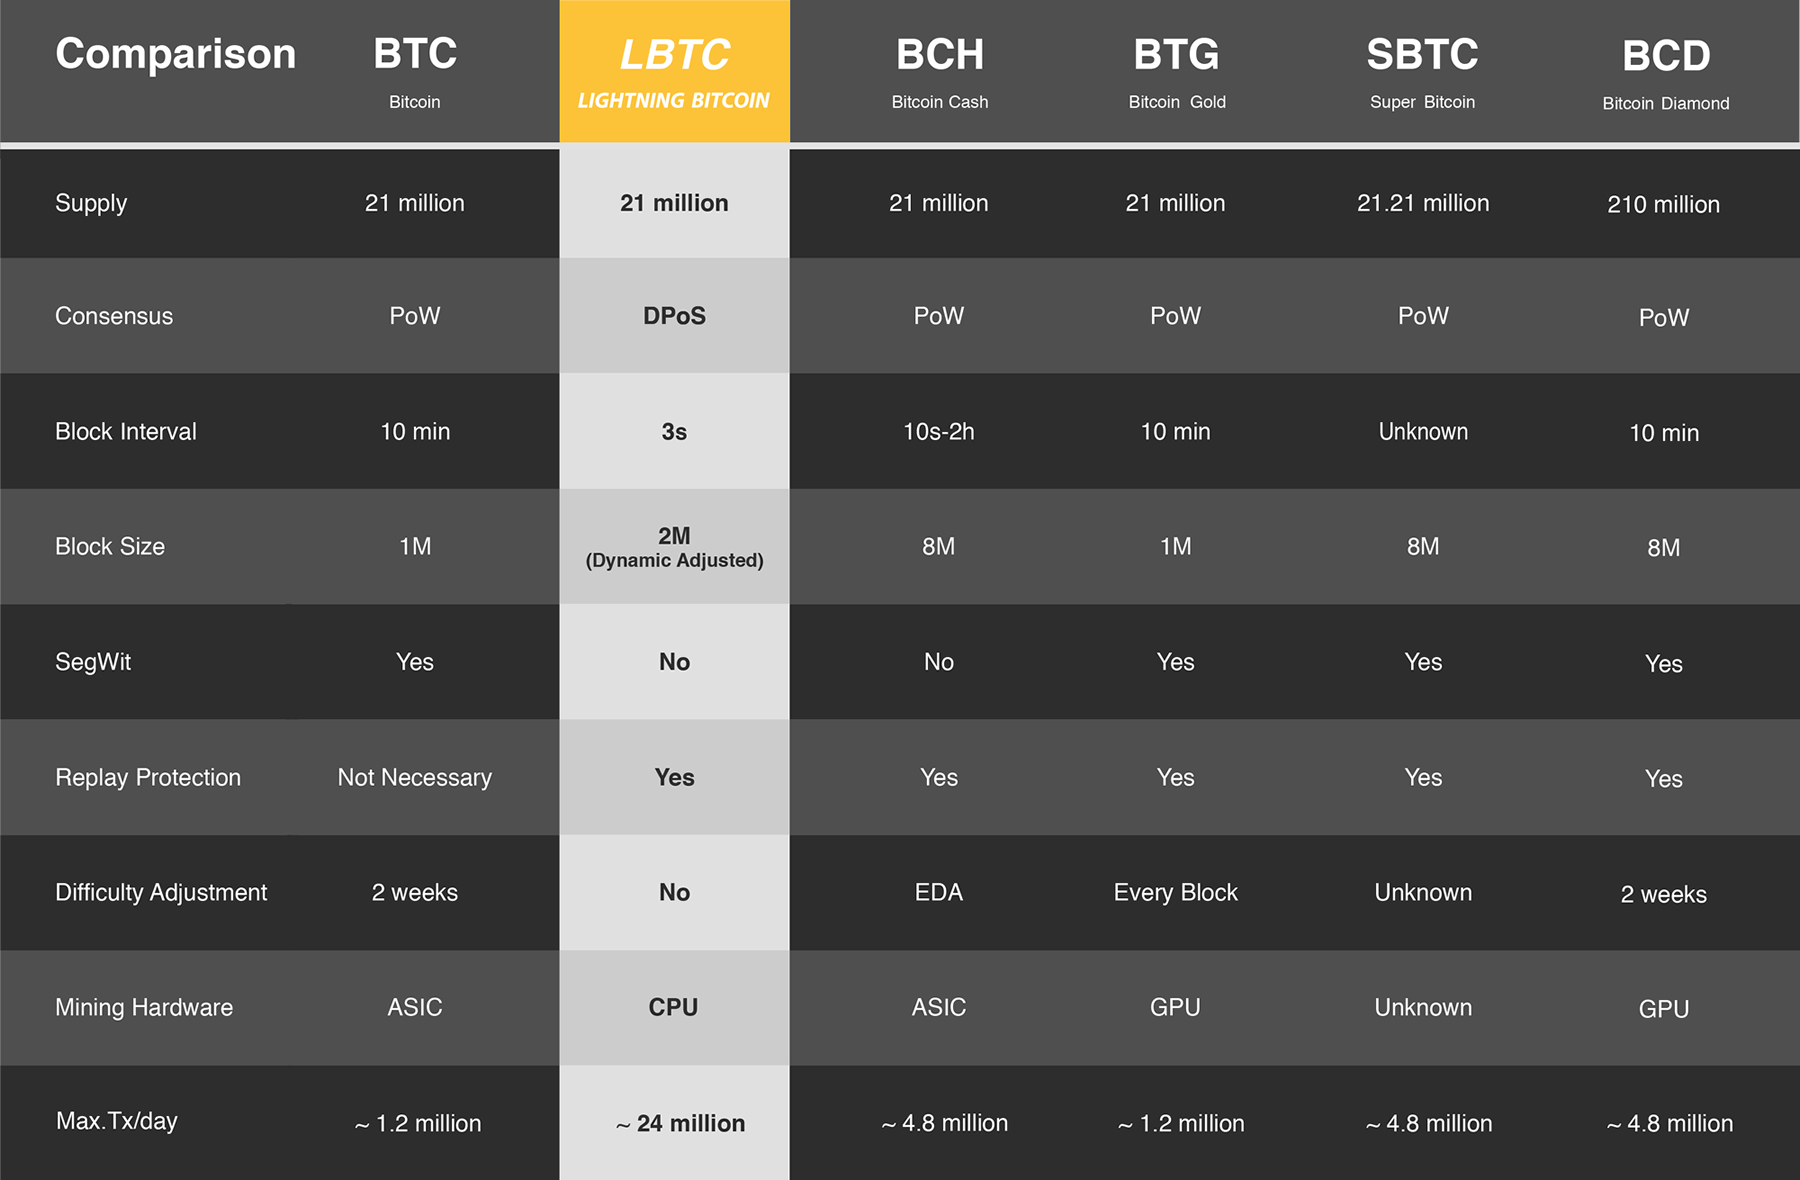 Comparison BTC LBTC BCH BTG SBTC BCD
Bitcoin LIGHTNING BITCOIN Bitcoin Cash Bitcoin Gold Super Bitcoin Bitcoin Diamond
Supply 21 million 21 million 21 million 21 million 21.21 million 210 million
Consensus PoW DPoS PoW PoW PoW PoW
Block Interval 10 min 3s 10s-2h 10 min Unknown 10 min
Block Size 1M 2M 8M 1M 8M 8M
(Dynamic Adjusted)
SegWit Yes No No Yes Yes Yes
Replay Protection Not Necessary Yes Yes Yes Yes Yes
Difficulty Adjustment 2 weeks No EDA Every Block Unknown 2 weeks
Mining Hardware ASIC CPU ASIC GPU Unknown GPU
Max.Tx/day ~ 1.2 million ~ 24 million ~ 4.8 million ~ 1.2 million ~ 4.8 million ~ 4.8 million